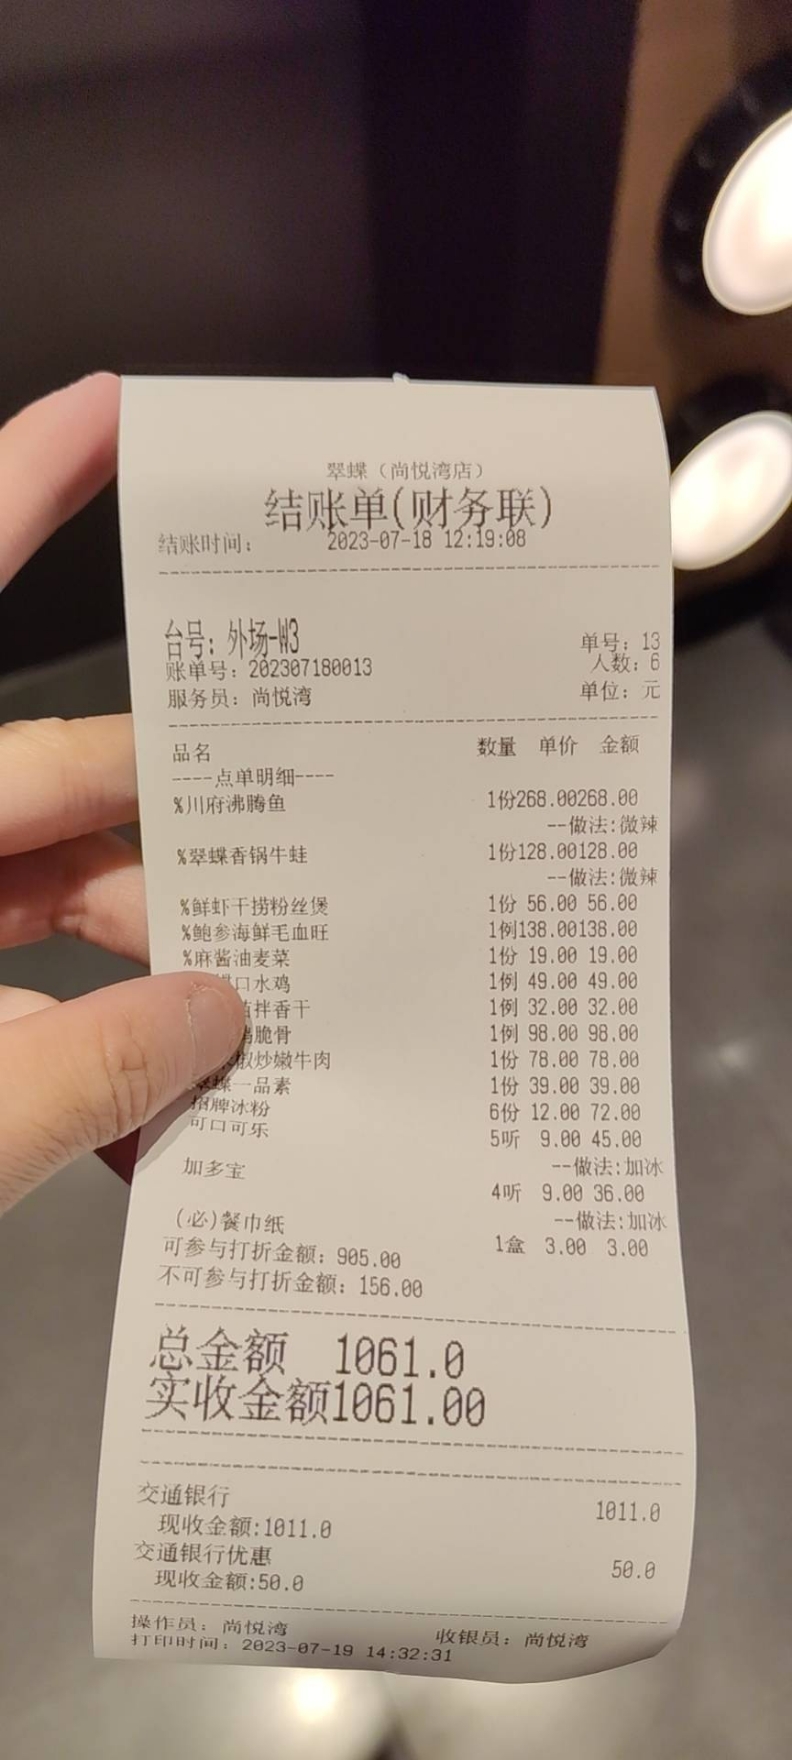 翠蝶（尚悦湾店）
结账单(财务联)
结账时间： 2023-07-18 12:19:08
台号：外场-W3
单号：13
账单号：202307180013 人数：6
服务员：尚悦湾 单位：元
品名 数量 单价 金额
----点单明细----
%川府沸腾鱼 1份268.00268.00
--做法:微辣
%翠蝶香锅牛蛙 1份128.00128.00
--做法:微辣
%鲜虾干捞粉丝煲 1份 56.00 56.00
%鲍参海鲜毛血旺 1例138.00138.00
%麻酱油麦菜 1份 19.00 19.00
口水鸡 1例 49.00 49.00
拌香干 1例 32.00 32.00
脆骨 1例 98.00 98.00
椒炒嫩牛肉 1份 78.00 78.00
翠蝶一品素 1份 39.00 39.00
招牌冰粉 6份 12.00 72.00
可口可乐 5听 9.00 45.00
--做法:加冰
加多宝 4听 9.00 36.00
--做法:加冰
(必)餐巾纸 1盒 3.00 3.00
可参与打折金额：905.00
不可参与打折金额：156.00
总金额 1061.0
实收金额1061.00
交通银行 1011.0
现收金额:1011.0
交通银行优惠 50.0
现收金额:50.0
操作员：尚悦湾 收银员：尚悦湾
打印时间：2023-07-19 14:32:31